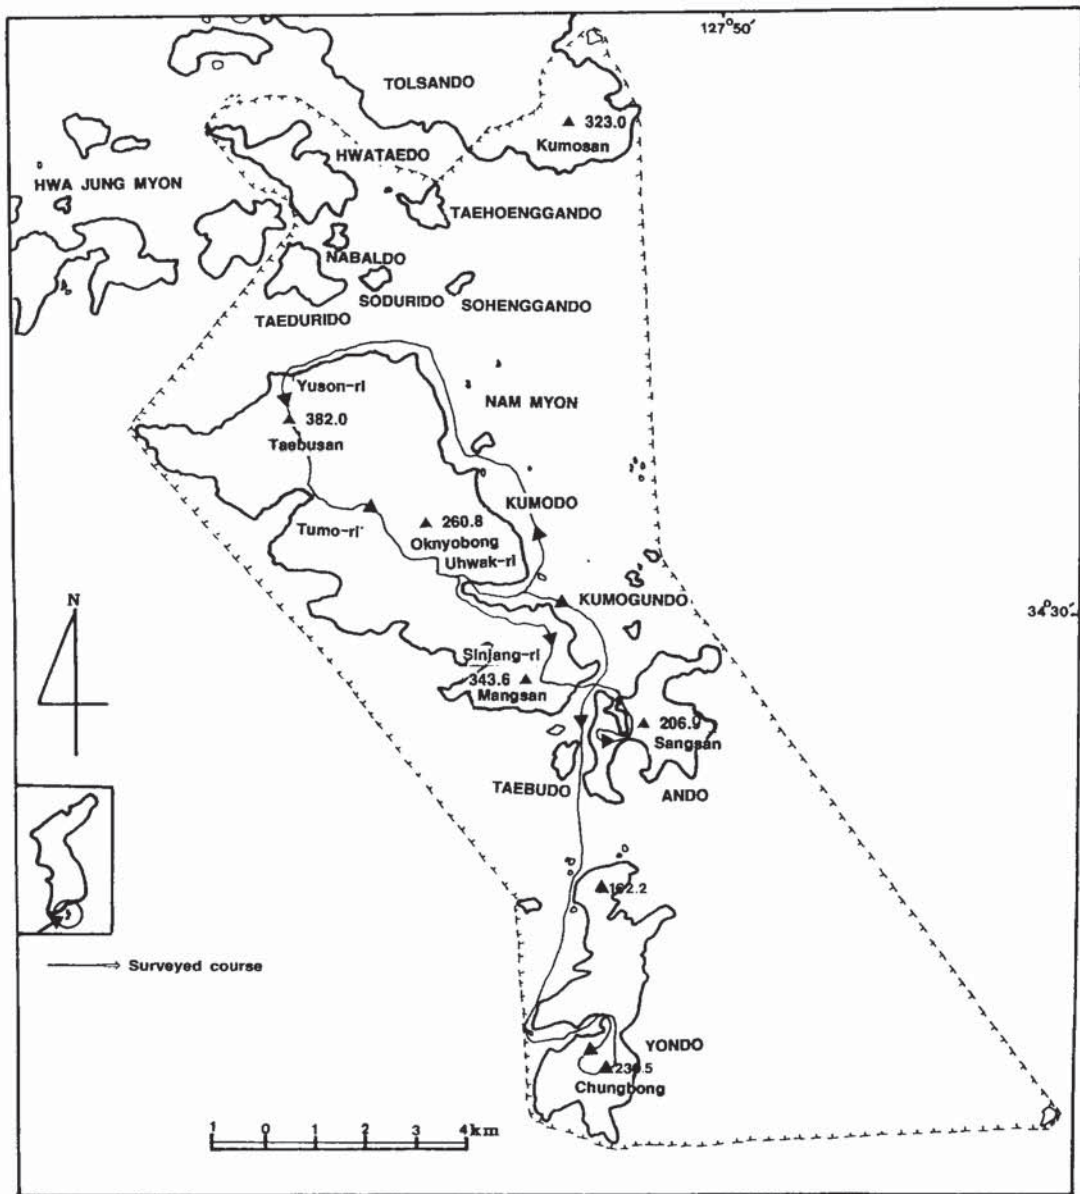 127°50′
TOLSANDO
323.0
Kumosan
HWATAEDO
HWA JUNG MYON
TAEHOENGGANDO
NABALDO
SODURIDO
SOHENGGANDO
TAEDURIDO
Yuson-ri
NAM MYON
382.0
Taebusan
KUMODO
260.8
Tumo-ri
Oknyobong
Uhwak-ri
N
KUMOGUNDO
34°30′
Sinjang-ri
343.6
Mangsan
206.9
Sangsan
TAEBUDO
ANDO
Surveyed course
YONDO
Chungbong
1 0 1 2 3 4km